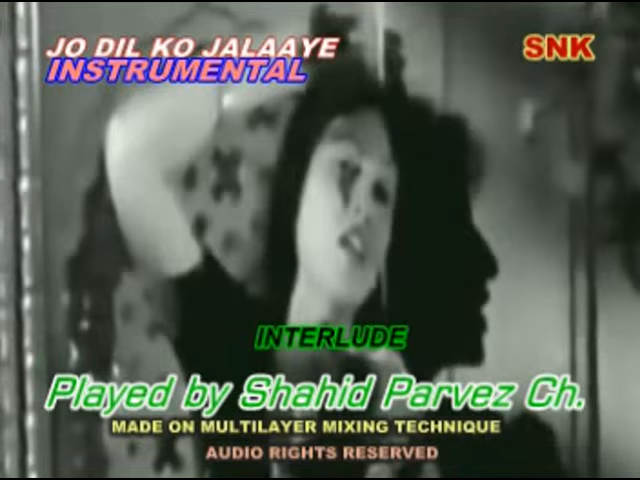 JO DIL KO JALAAYE
SNK
INSTRUMENTAL
INTERLUDE
Played by Shahid Parvez Ch.
MADE ON MULTILAYER MIXING TECHNIQUE
AUDIO RIGHTS RESERVED